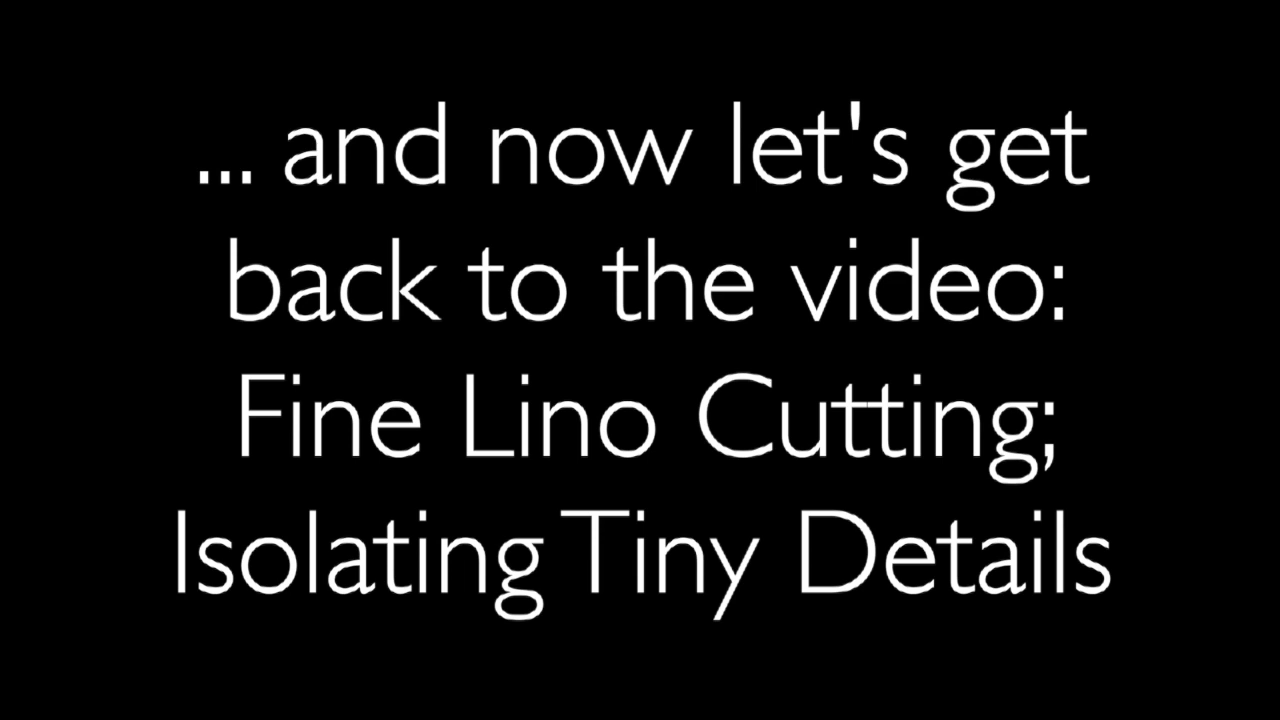 ... and now let's get
back to the video:
Fine Lino Cutting;
Isolating Tiny Details